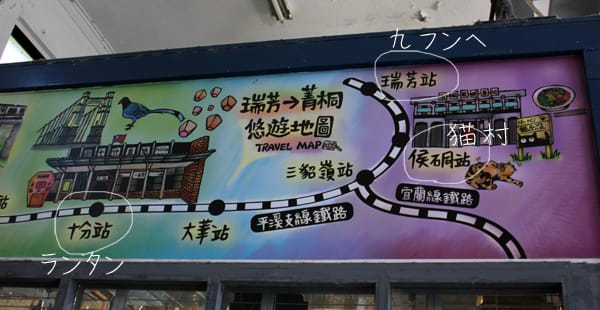 九フンへ
瑞芳站
瑞芳→菁桐
悠遊地圖
TRAVEL MAP
猫村
侯硐站
三貂嶺站
宜蘭線鐵路
平溪支線鐵路
大華站
十分站
站
ランタン